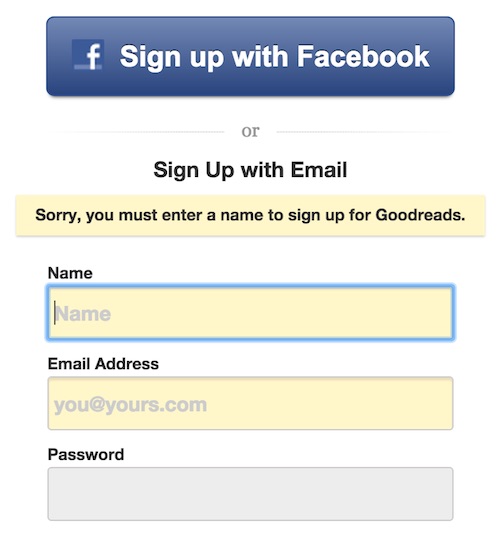 f Sign up with Facebook
or
Sign Up with Email
Sorry, you must enter a name to sign up for Goodreads.
Name
Name
Email Address
you@yours.com
Password